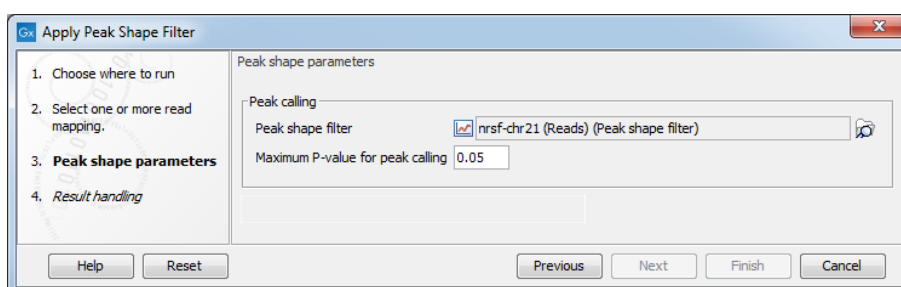 Gx Apply Peak Shape Filter
1. Choose where to run
2. Select one or more read
mapping.
3. Peak shape parameters
4. Result handling
Peak shape parameters
Peak calling
Peak shape filter nrsf-chr21 (Reads) (Peak shape filter)
Maximum P-value for peak calling 0.05
Help Reset Previous Next Finish Cancel